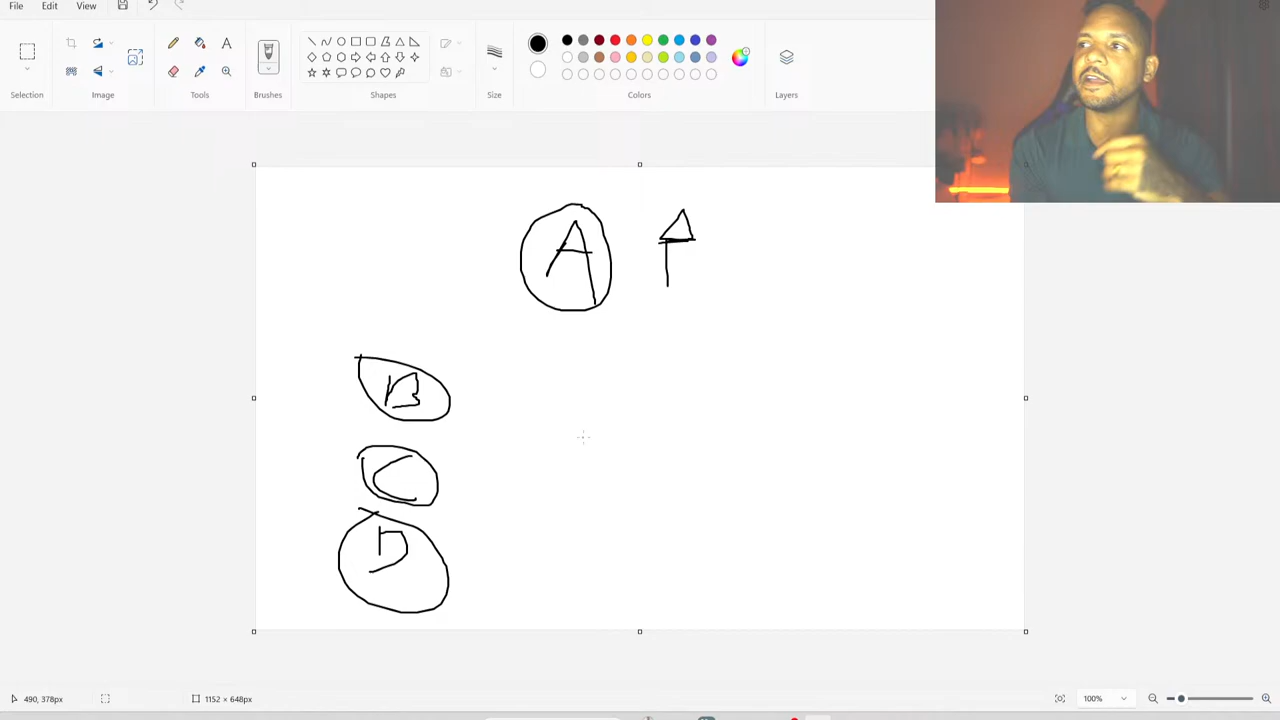 File Edit View
Selection Image Tools Brushes Shapes Size Colors Layers
A
A
B
C
D
490, 378px 1152 × 648px 100%